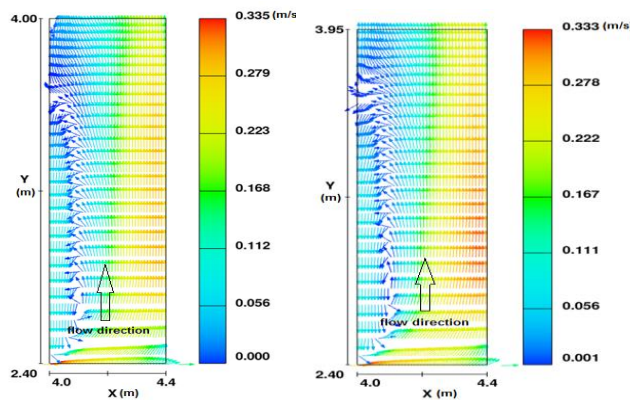 4.00
Y
(m)
2.40
4.0
4.4
X (m)
flow direction
0.335 (m/s
0.279
0.223
0.168
0.112
0.056
0.000
3.95
Y
(m)
2.40
4.0
4.4
X (m)
flow direction
0.333 (m/s)
0.278
0.222
0.167
0.111
0.056
0.001